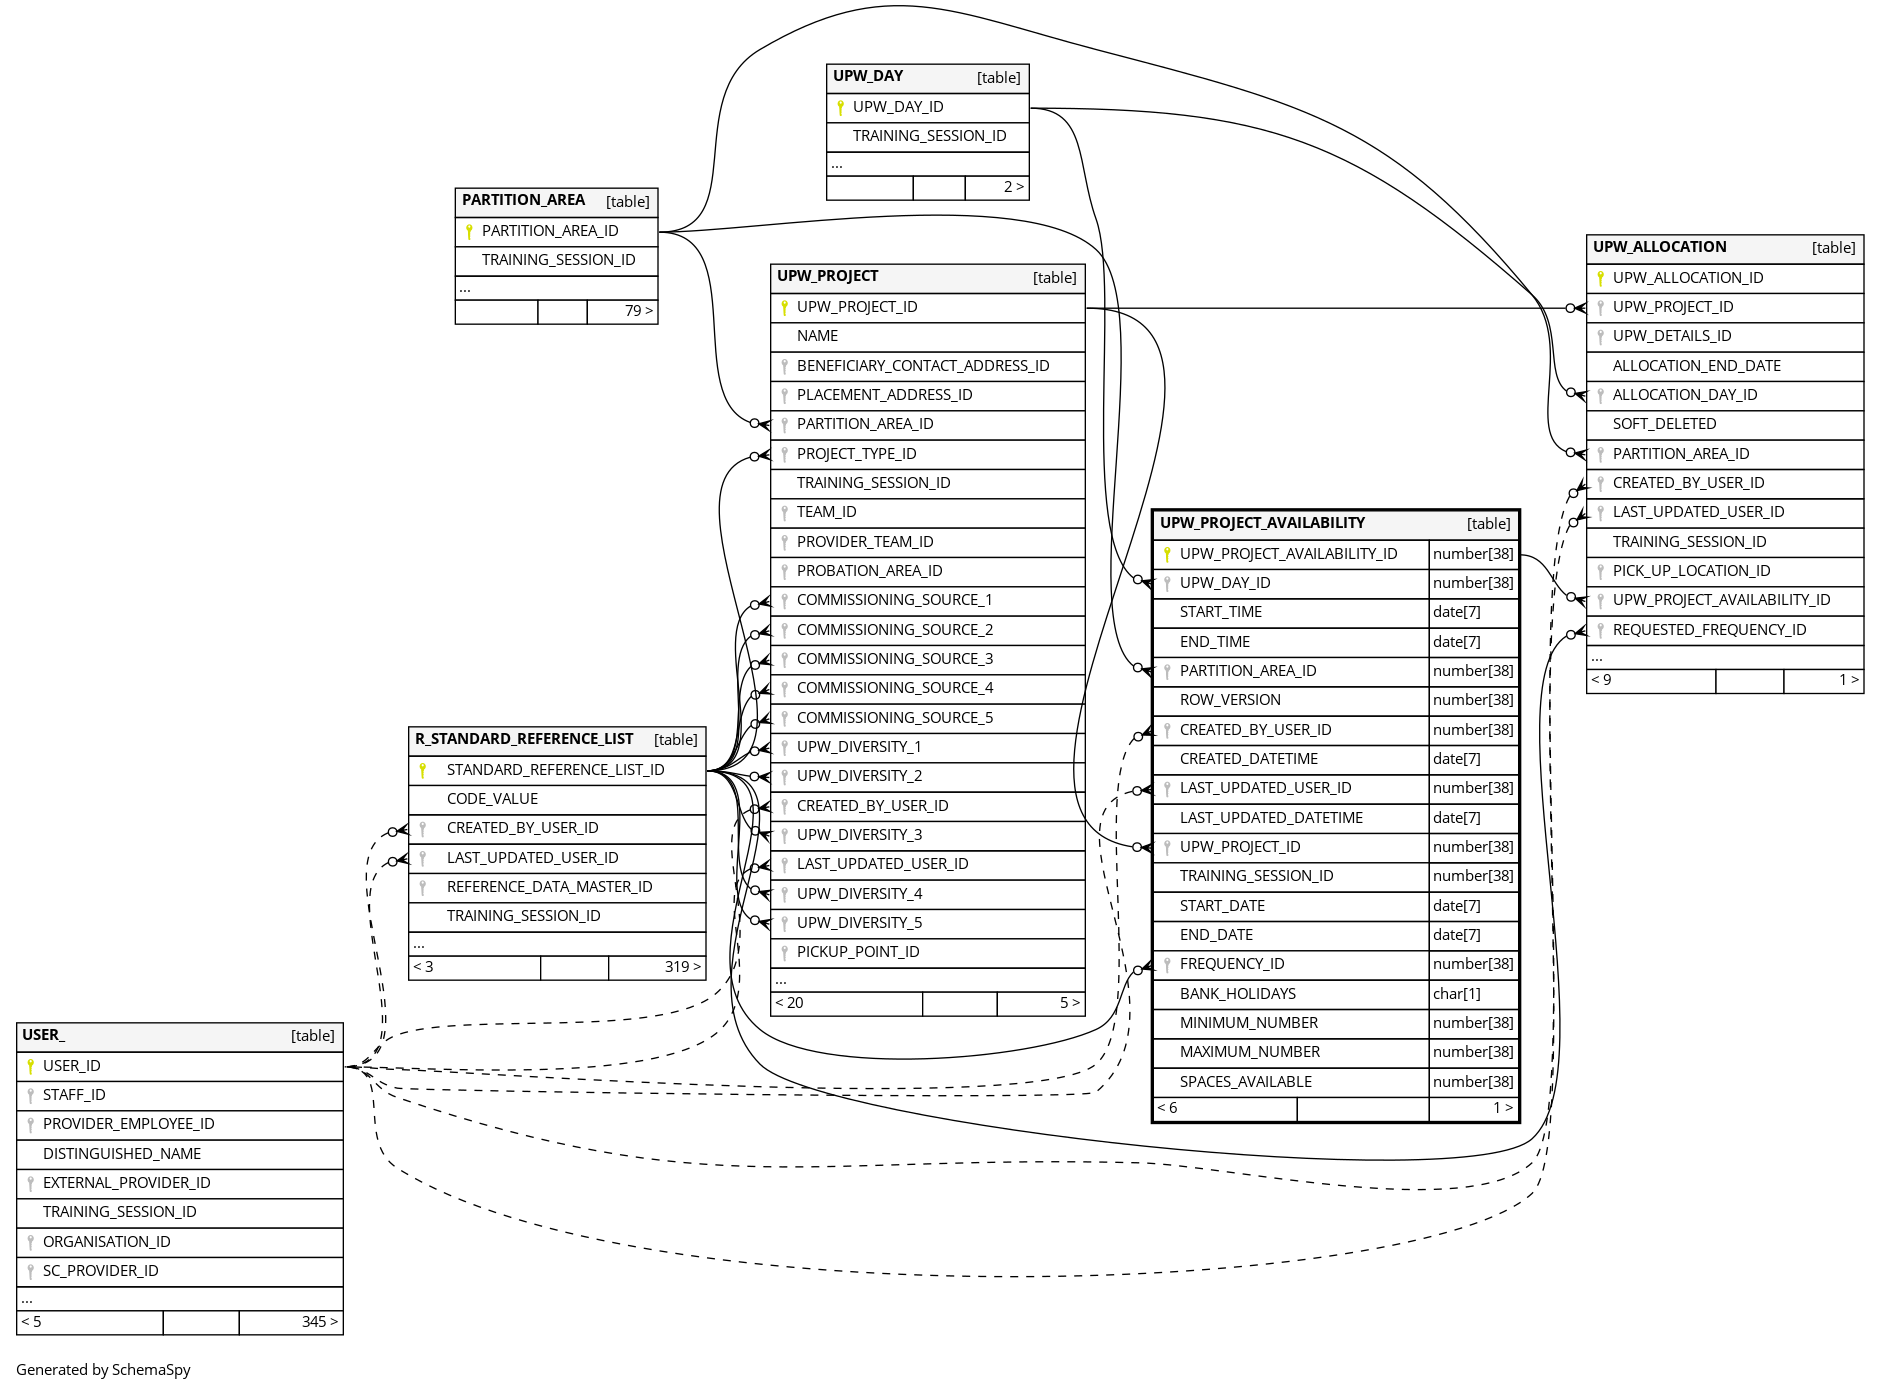 UPW_DAY [table]
UPW_DAY_ID
TRAINING_SESSION_ID
...
2 >
PARTITION_AREA [table]
PARTITION_AREA_ID
TRAINING_SESSION_ID
...
79 >
UPW_PROJECT [table]
UPW_PROJECT_ID
NAME
BENEFICIARY_CONTACT_ADDRESS_ID
PLACEMENT_ADDRESS_ID
PARTITION_AREA_ID
PROJECT_TYPE_ID
TRAINING_SESSION_ID
TEAM_ID
PROVIDER_TEAM_ID
PROBATION_AREA_ID
COMMISSIONING_SOURCE_1
COMMISSIONING_SOURCE_2
COMMISSIONING_SOURCE_3
COMMISSIONING_SOURCE_4
COMMISSIONING_SOURCE_5
UPW_DIVERSITY_1
UPW_DIVERSITY_2
CREATED_BY_USER_ID
UPW_DIVERSITY_3
LAST_UPDATED_USER_ID
UPW_DIVERSITY_4
UPW_DIVERSITY_5
PICKUP_POINT_ID
...
< 20 5 >
UPW_ALLOCATION [table]
UPW_ALLOCATION_ID
UPW_PROJECT_ID
UPW_DETAILS_ID
ALLOCATION_END_DATE
ALLOCATION_DAY_ID
SOFT_DELETED
PARTITION_AREA_ID
CREATED_BY_USER_ID
LAST_UPDATED_USER_ID
TRAINING_SESSION_ID
PICK_UP_LOCATION_ID
UPW_PROJECT_AVAILABILITY_ID
REQUESTED_FREQUENCY_ID
...
< 9 1 >
UPW_PROJECT_AVAILABILITY [table]
UPW_PROJECT_AVAILABILITY_ID number[38]
UPW_DAY_ID number[38]
START_TIME date[7]
END_TIME date[7]
PARTITION_AREA_ID number[38]
ROW_VERSION number[38]
CREATED_BY_USER_ID number[38]
CREATED_DATETIME date[7]
LAST_UPDATED_USER_ID number[38]
LAST_UPDATED_DATETIME date[7]
UPW_PROJECT_ID number[38]
TRAINING_SESSION_ID number[38]
START_DATE date[7]
END_DATE date[7]
FREQUENCY_ID number[38]
BANK_HOLIDAYS char[1]
MINIMUM_NUMBER number[38]
MAXIMUM_NUMBER number[38]
SPACES_AVAILABLE number[38]
< 6 1 >
R_STANDARD_REFERENCE_LIST [table]
STANDARD_REFERENCE_LIST_ID
CODE_VALUE
CREATED_BY_USER_ID
LAST_UPDATED_USER_ID
REFERENCE_DATA_MASTER_ID
TRAINING_SESSION_ID
...
< 3 319 >
USER_ [table]
USER_ID
STAFF_ID
PROVIDER_EMPLOYEE_ID
DISTINGUISHED_NAME
EXTERNAL_PROVIDER_ID
TRAINING_SESSION_ID
ORGANISATION_ID
SC_PROVIDER_ID
...
< 5 345 >
Generated by SchemaSpy